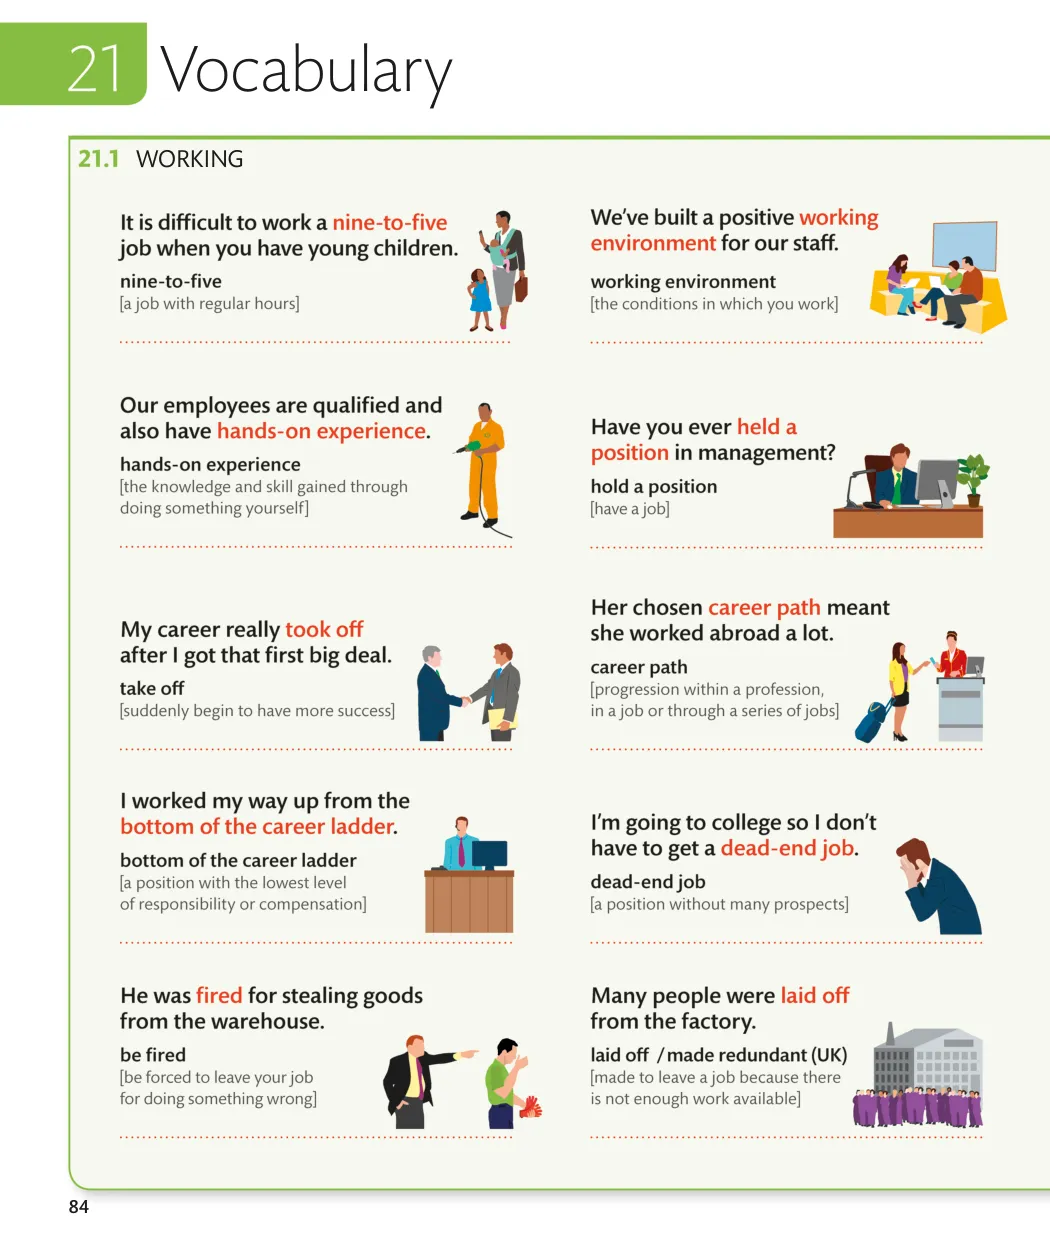 21 Vocabulary
21.1 WORKING
It is difficult to work a nine-to-five
job when you have young children.
nine-to-five
[a job with regular hours]
We've built a positive working
environment for our staff.
working environment
[the conditions in which you work]
Our employees are qualified and
also have hands-on experience.
hands-on experience
[the knowledge and skill gained through
doing something yourself]
Have you ever held a
position in management?
hold a position
[have a job]
My career really took off
after I got that first big deal.
take off
[suddenly begin to have more success]
Her chosen career path meant
she worked abroad a lot.
career path
[progression within a profession,
in a job or through a series of jobs]
I worked my way up from the
bottom of the career ladder.
bottom of the career ladder
[a position with the lowest level
of responsibility or compensation]
I'm going to college so I don't
have to get a dead-end job.
dead-end job
[a position without many prospects]
He was fired for stealing goods
from the warehouse.
be fired
[be forced to leave your job
for doing something wrong]
Many people were laid off
from the factory.
laid off / made redundant (UK)
[made to leave a job because there
is not enough work available]
84